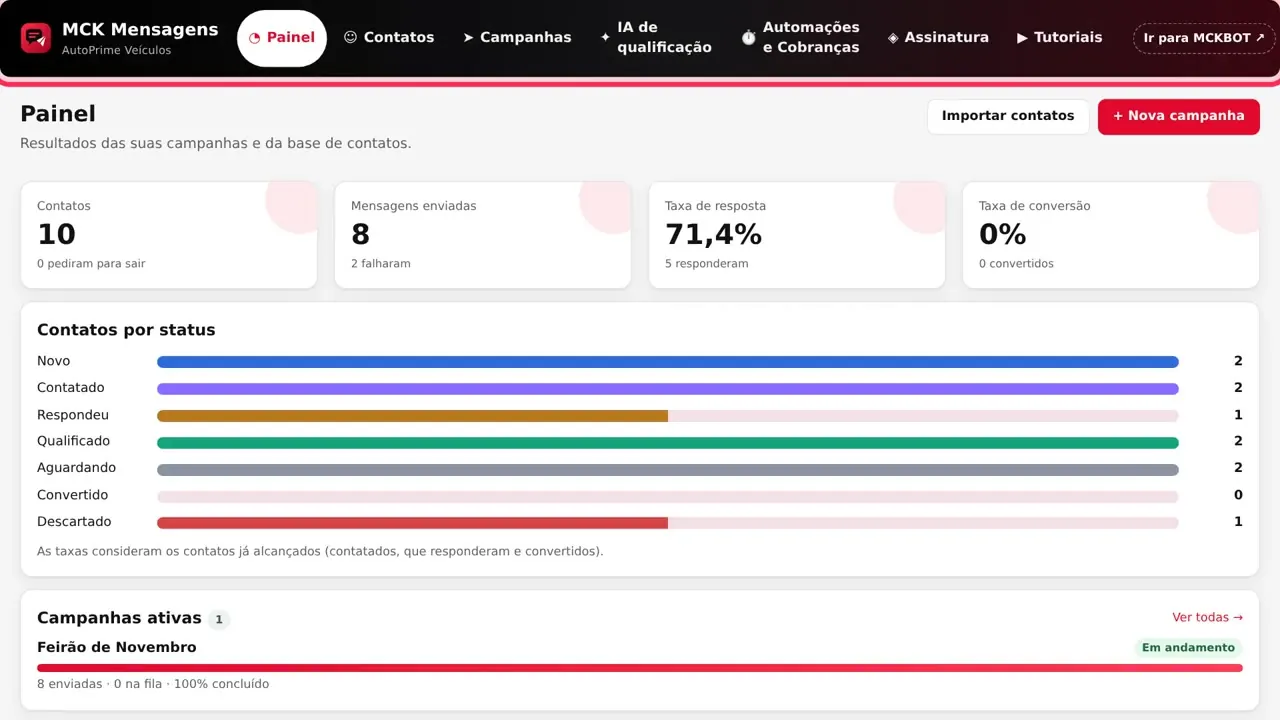 MCK Mensagens
AutoPrime Veículos
Painel
Contatos
Campanhas
IA de qualificação
Automações e Cobranças
Assinatura
Tutoriais
Ir para MCKBOT ↗
Painel
Resultados das suas campanhas e da base de contatos.
Importar contatos
+ Nova campanha
Contatos
10
0 pediram para sair
Mensagens enviadas
8
2 falharam
Taxa de resposta
71,4%
5 responderam
Taxa de conversão
0%
0 convertidos
Contatos por status
Novo 2
Contatado 2
Respondeu 1
Qualificado 2
Aguardando 2
Convertido 0
Descartado 1
As taxas consideram os contatos já alcançados (contatados, que responderam e convertidos).
Campanhas ativas 1
Ver todas →
Feirão de Novembro
Em andamento
8 enviadas · 0 na fila · 100% concluído